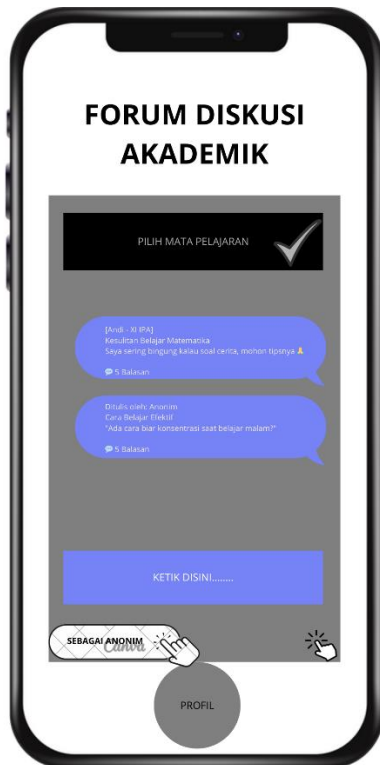 FORUM DISKUSI
AKADEMIK
PILIH MATA PELAJARAN
[Andi - XI IPA]
Kesulitan Belajar Matematika
Saya sering bingung kalau soal cerita, mohon tipsnya 🙏
💬 5 Balasan
Ditulis oleh: Anonim
Cara Belajar Efektif
"Ada cara biar konsentrasi saat belajar malam?"
💬 5 Balasan
KETIK DISINI........
SEBAGAI ANONIM
Canva
PROFIL